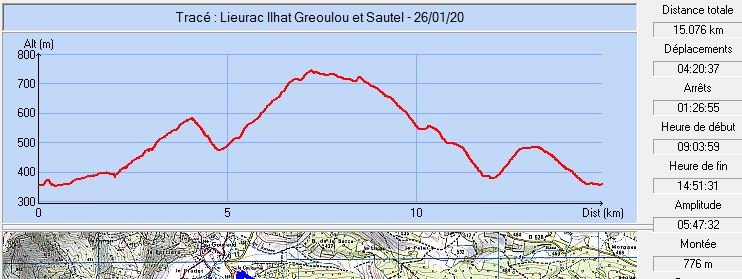 Tracé : Lieurac Ilhat Greoulou et Sautel - 26/01/20
Alt (m)
800
700
600
500
400
300
0
5
10
Dist (km)
Distance totale
15.076 km
Déplacements
04:20:37
Arrêts
01:26:55
Heure de début
09:03:59
Heure de fin
14:51:31
Amplitude
05:47:32
Montée
776 m